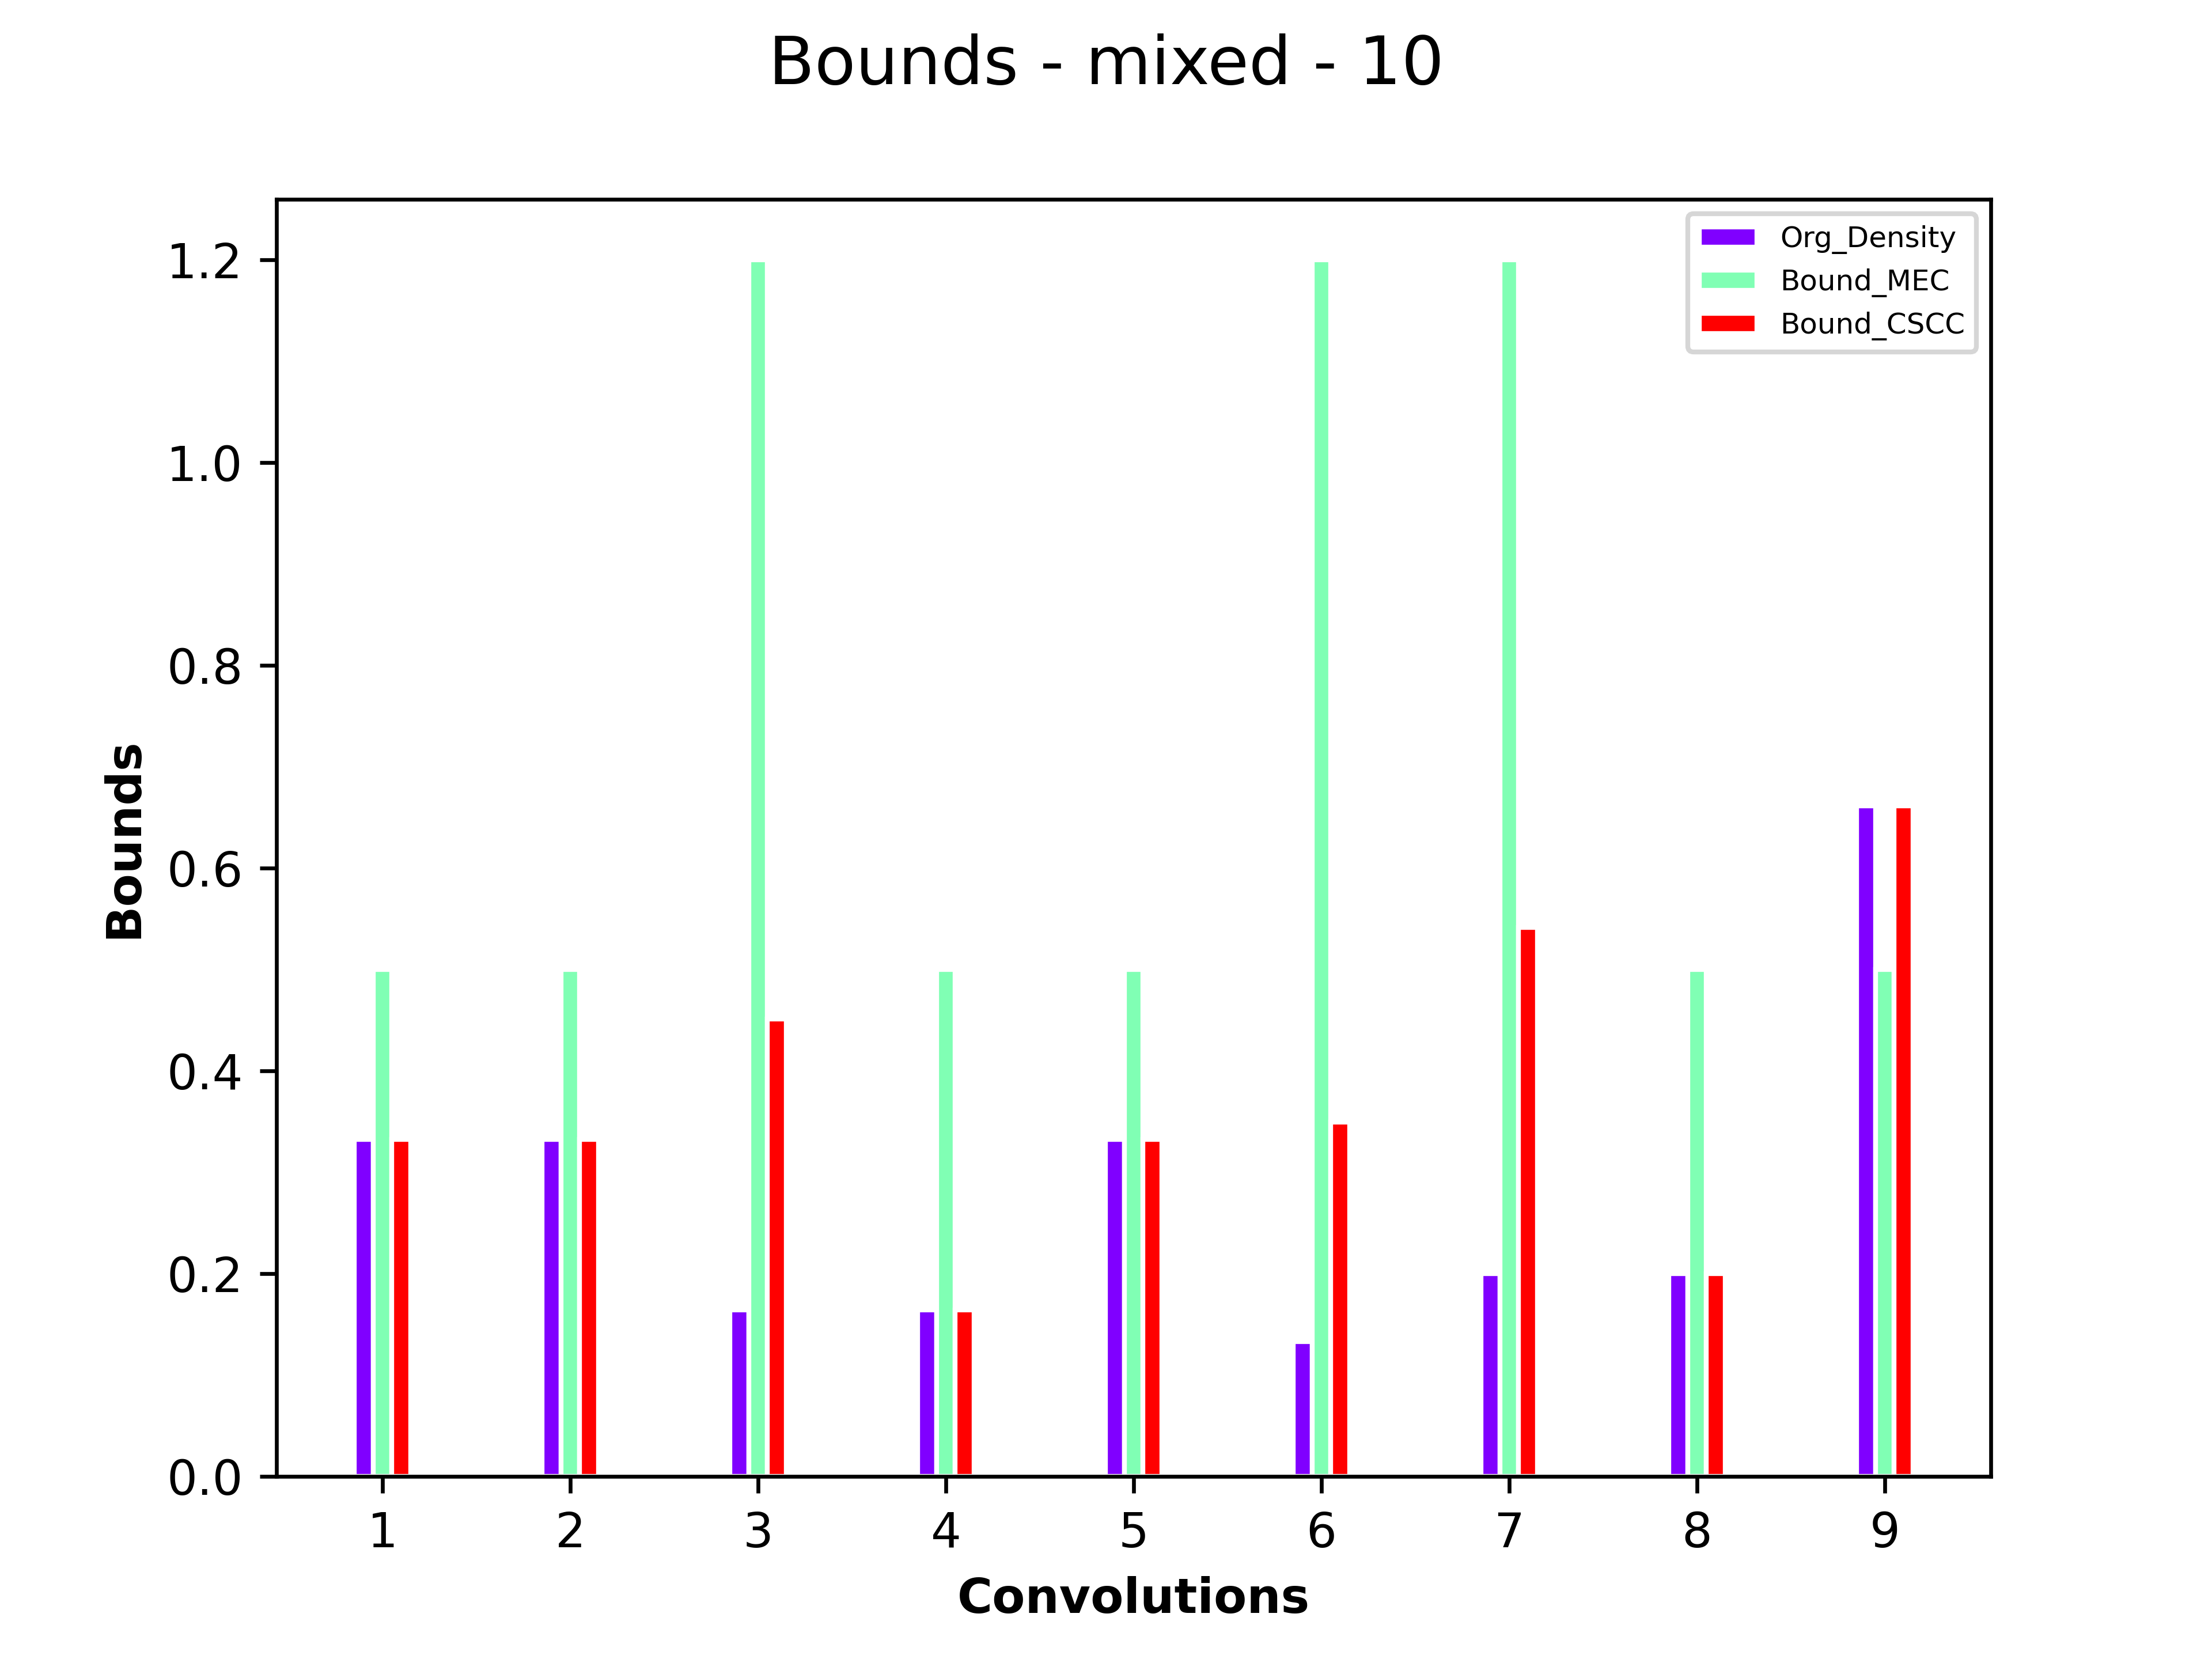 Bounds - mixed - 10
Org_Density
Bound_MEC
Bound_CSCC
1.2
1.0
0.8
0.6
0.4
0.2
0.0
Bounds
1 2 3 4 5 6 7 8 9
Convolutions